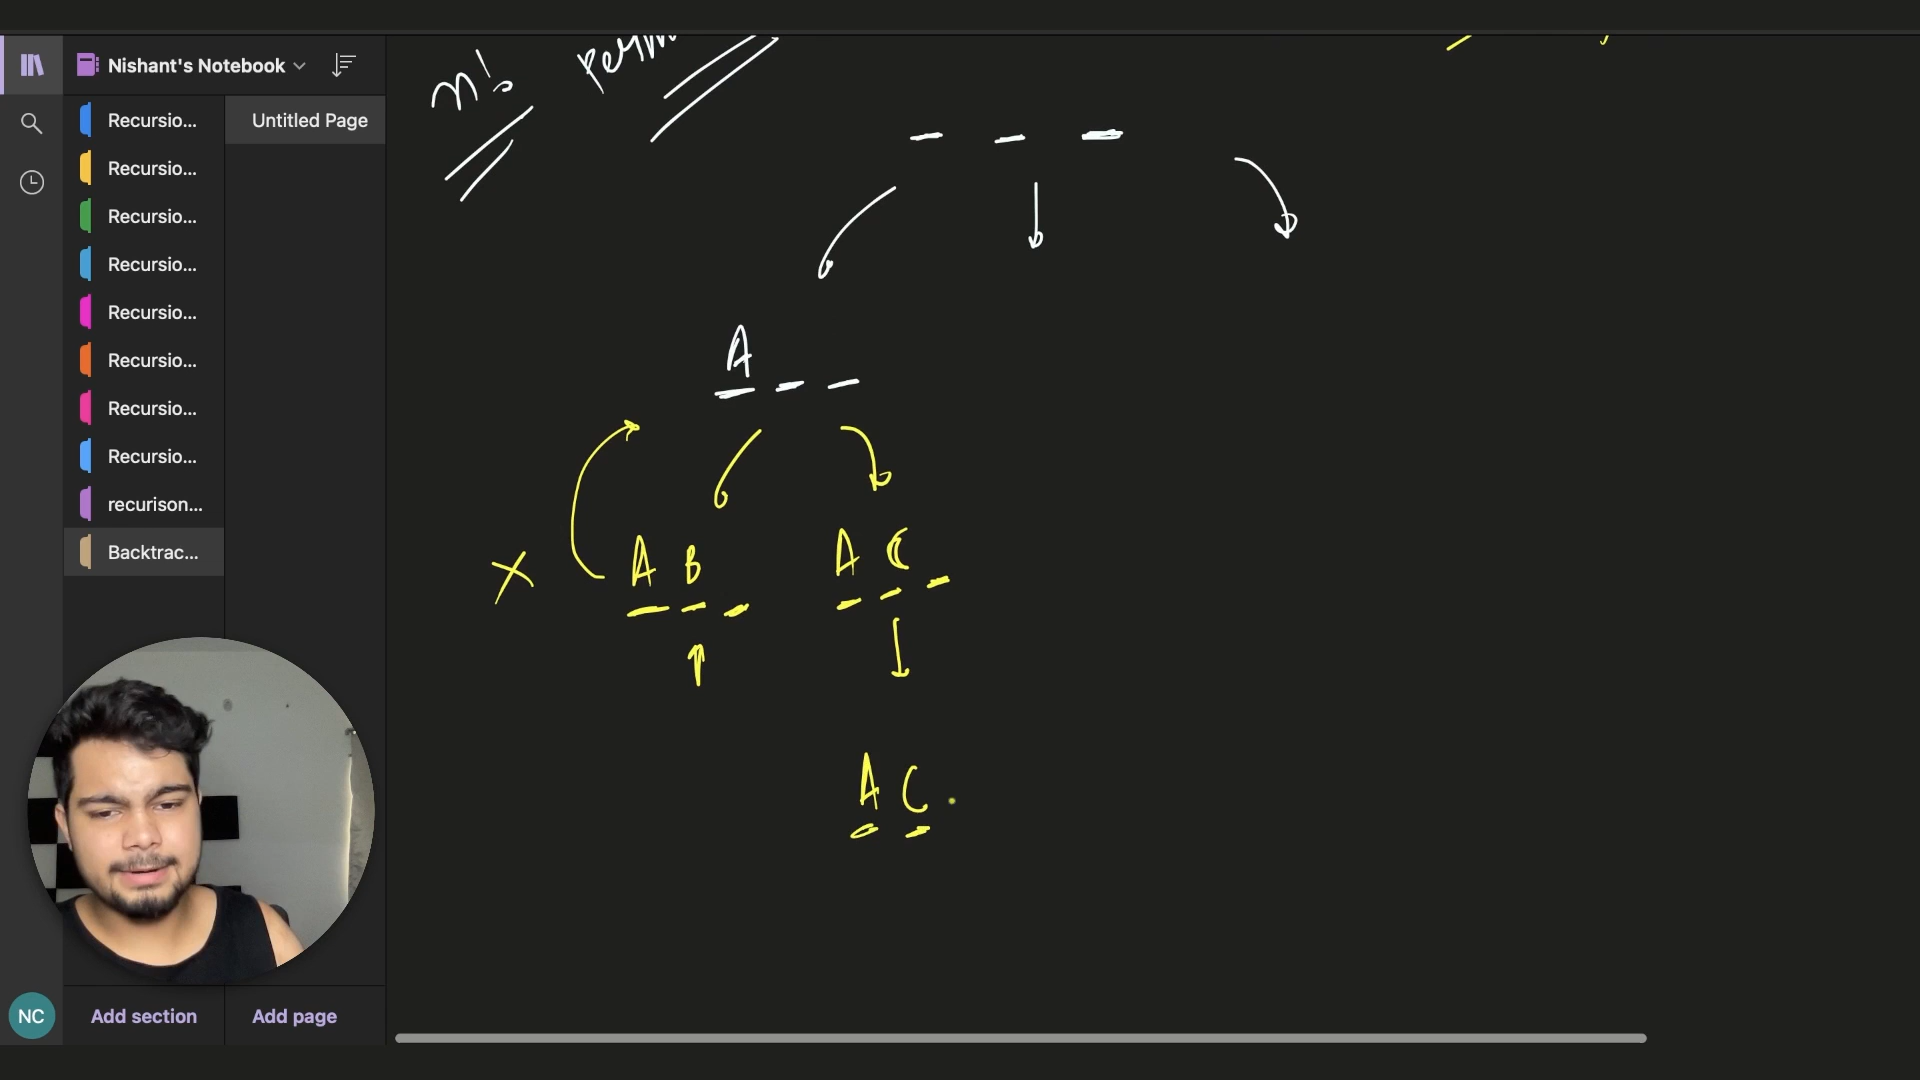 Nishant's Notebook
Recursio...
Recursio...
Recursio...
Recursio...
Recursio...
Recursio...
Recursio...
Recursio...
recurison...
Backtrac...
Untitled Page
Add section
Add page
NC
n!
A
A B
A C
A C